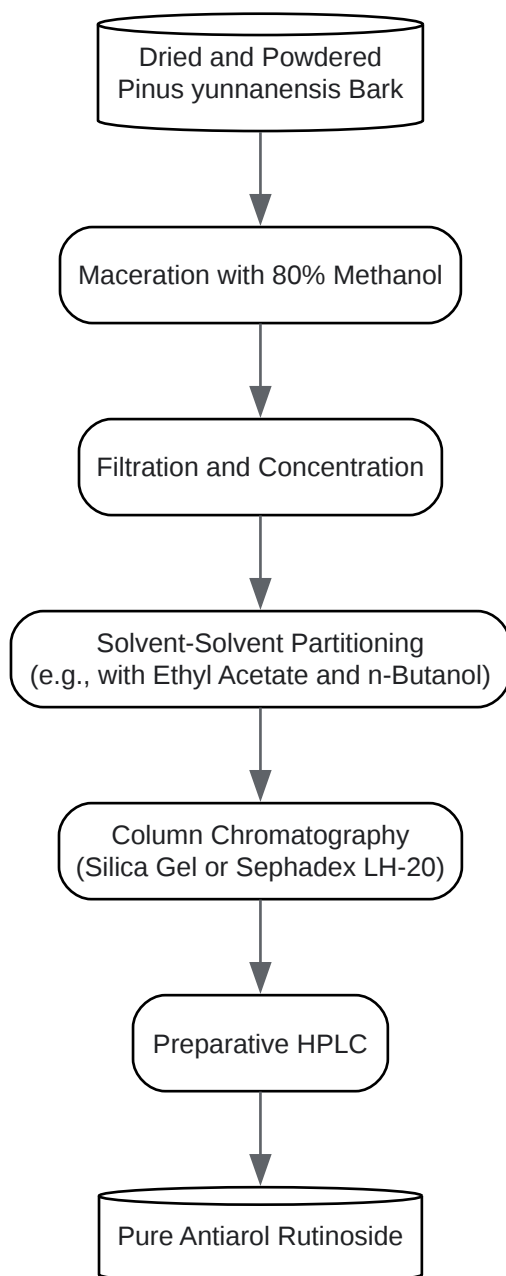 Dried and Powdered
Pinus yunnanensis Bark
Maceration with 80% Methanol
Filtration and Concentration
Solvent-Solvent Partitioning
(e.g., with Ethyl Acetate and n-Butanol)
Column Chromatography
(Silica Gel or Sephadex LH-20)
Preparative HPLC
Pure Antiarol Rutinoside